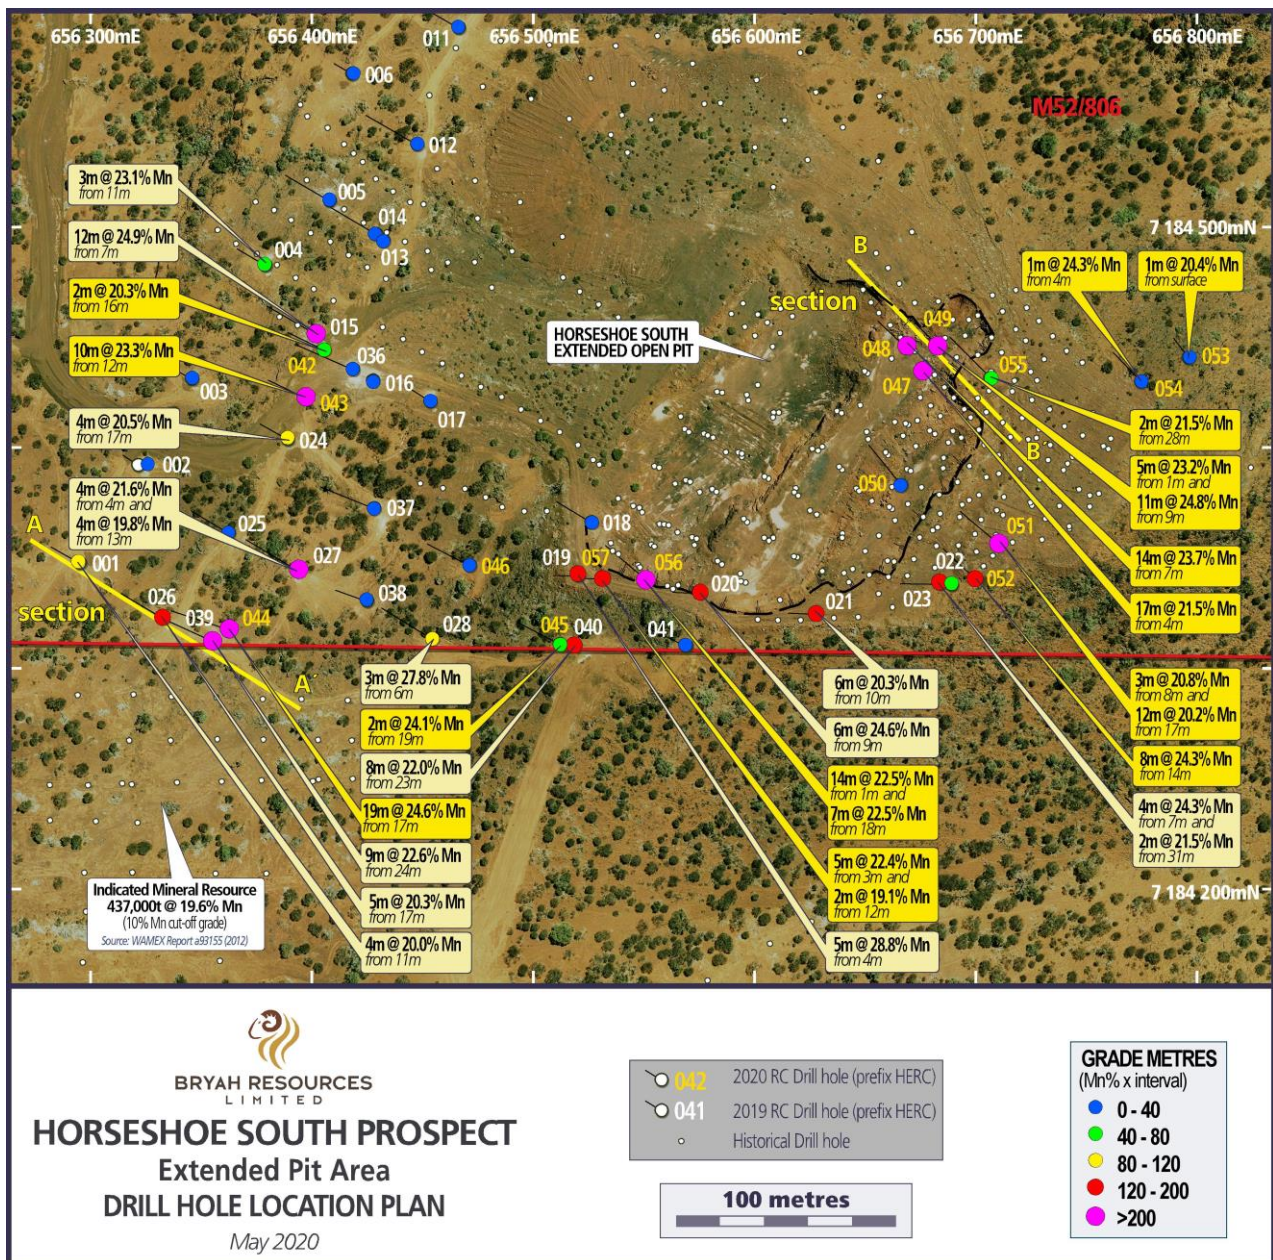 656 300mE
656 400mE
656 500mE
656 600mE
656 700mE
656 800mE
011
006
M52/806
012
3m @ 23.1% Mn
from 11m
005
014
013
004
7 184 500mN
12m @ 24.9% Mn
from 7m
B
1m @ 24.3% Mn
from 4m
1m @ 20.4% Mn
from surface
2m @ 20.3% Mn
from 16m
section
015
042
036
HORSESHOE SOUTH
EXTENDED OPEN PIT
049
048
047
055
053
054
10m @ 23.3% Mn
from 12m
003
043
016
017
4m @ 20.5% Mn
from 17m
024
2m @ 21.5% Mn
from 28m
B´
002
5m @ 23.2% Mn
from 1m and
11m @ 24.8% Mn
from 9m
4m @ 21.6% Mn
from 4m and
4m @ 19.8% Mn
from 13m
050
037
A
025
018
051
001
027
046
019
057
056
020
022
052
023
14m @ 23.7% Mn
from 7m
section
026
039
044
038
028
045
040
041
021
17m @ 21.5% Mn
from 4m
A´
3m @ 27.8% Mn
from 6m
6m @ 20.3% Mn
from 10m
3m @ 20.8% Mn
from 8m and
12m @ 20.2% Mn
from 17m
2m @ 24.1% Mn
from 19m
6m @ 24.6% Mn
from 9m
8m @ 22.0% Mn
from 23m
14m @ 22.5% Mn
from 1m and
7m @ 22.5% Mn
from 18m
8m @ 24.3% Mn
from 14m
19m @ 24.6% Mn
from 17m
4m @ 24.3% Mn
from 7m and
2m @ 21.5% Mn
from 31m
9m @ 22.6% Mn
from 24m
5m @ 22.4% Mn
from 3m and
2m @ 19.1% Mn
from 12m
Indicated Mineral Resource
437,000t @ 19.6% Mn
(10% Mn cut-off grade)
Source: WAMEX Report a93155 (2012)
5m @ 20.3% Mn
from 17m
7 184 200mN
4m @ 20.0% Mn
from 11m
5m @ 28.8% Mn
from 4m
BRYAH RESOURCES
LIMITED
HORSESHOE SOUTH PROSPECT
Extended Pit Area
DRILL HOLE LOCATION PLAN
May 2020
042 2020 RC Drill hole (prefix HERC)
041 2019 RC Drill hole (prefix HERC)
Historical Drill hole
100 metres
GRADE METRES
(Mn% x interval)
0 - 40
40 - 80
80 - 120
120 - 200
>200